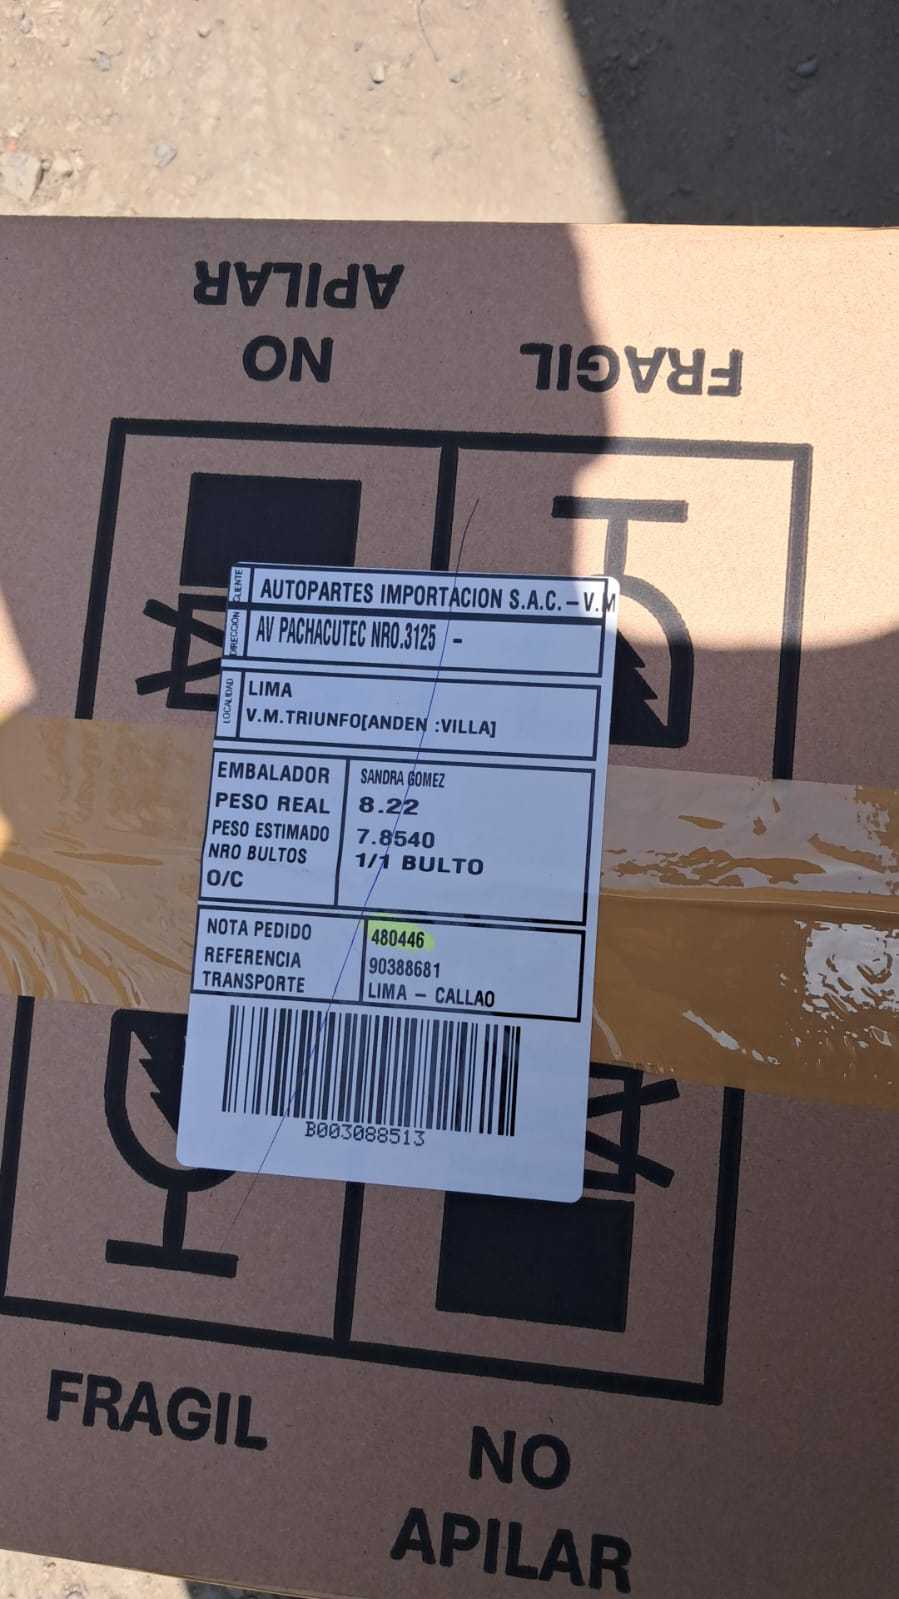 NO
APILAR
FRAGIL
CLIENTE
AUTOPARTES IMPORTACION S.A.C. - V.M
DIRECCION
AV PACHACUTEC NRO.3125 -
LOCALIDAD
LIMA
V.M.TRIUNFO[ANDEN :VILLA]
EMBALADOR SANDRA GOMEZ
PESO REAL 8.22
PESO ESTIMADO 7.8540
NRO BULTOS 1/1 BULTO
O/C
NOTA PEDIDO 480446
REFERENCIA 90388681
TRANSPORTE LIMA - CALLAO
B003088513
FRAGIL
NO
APILAR